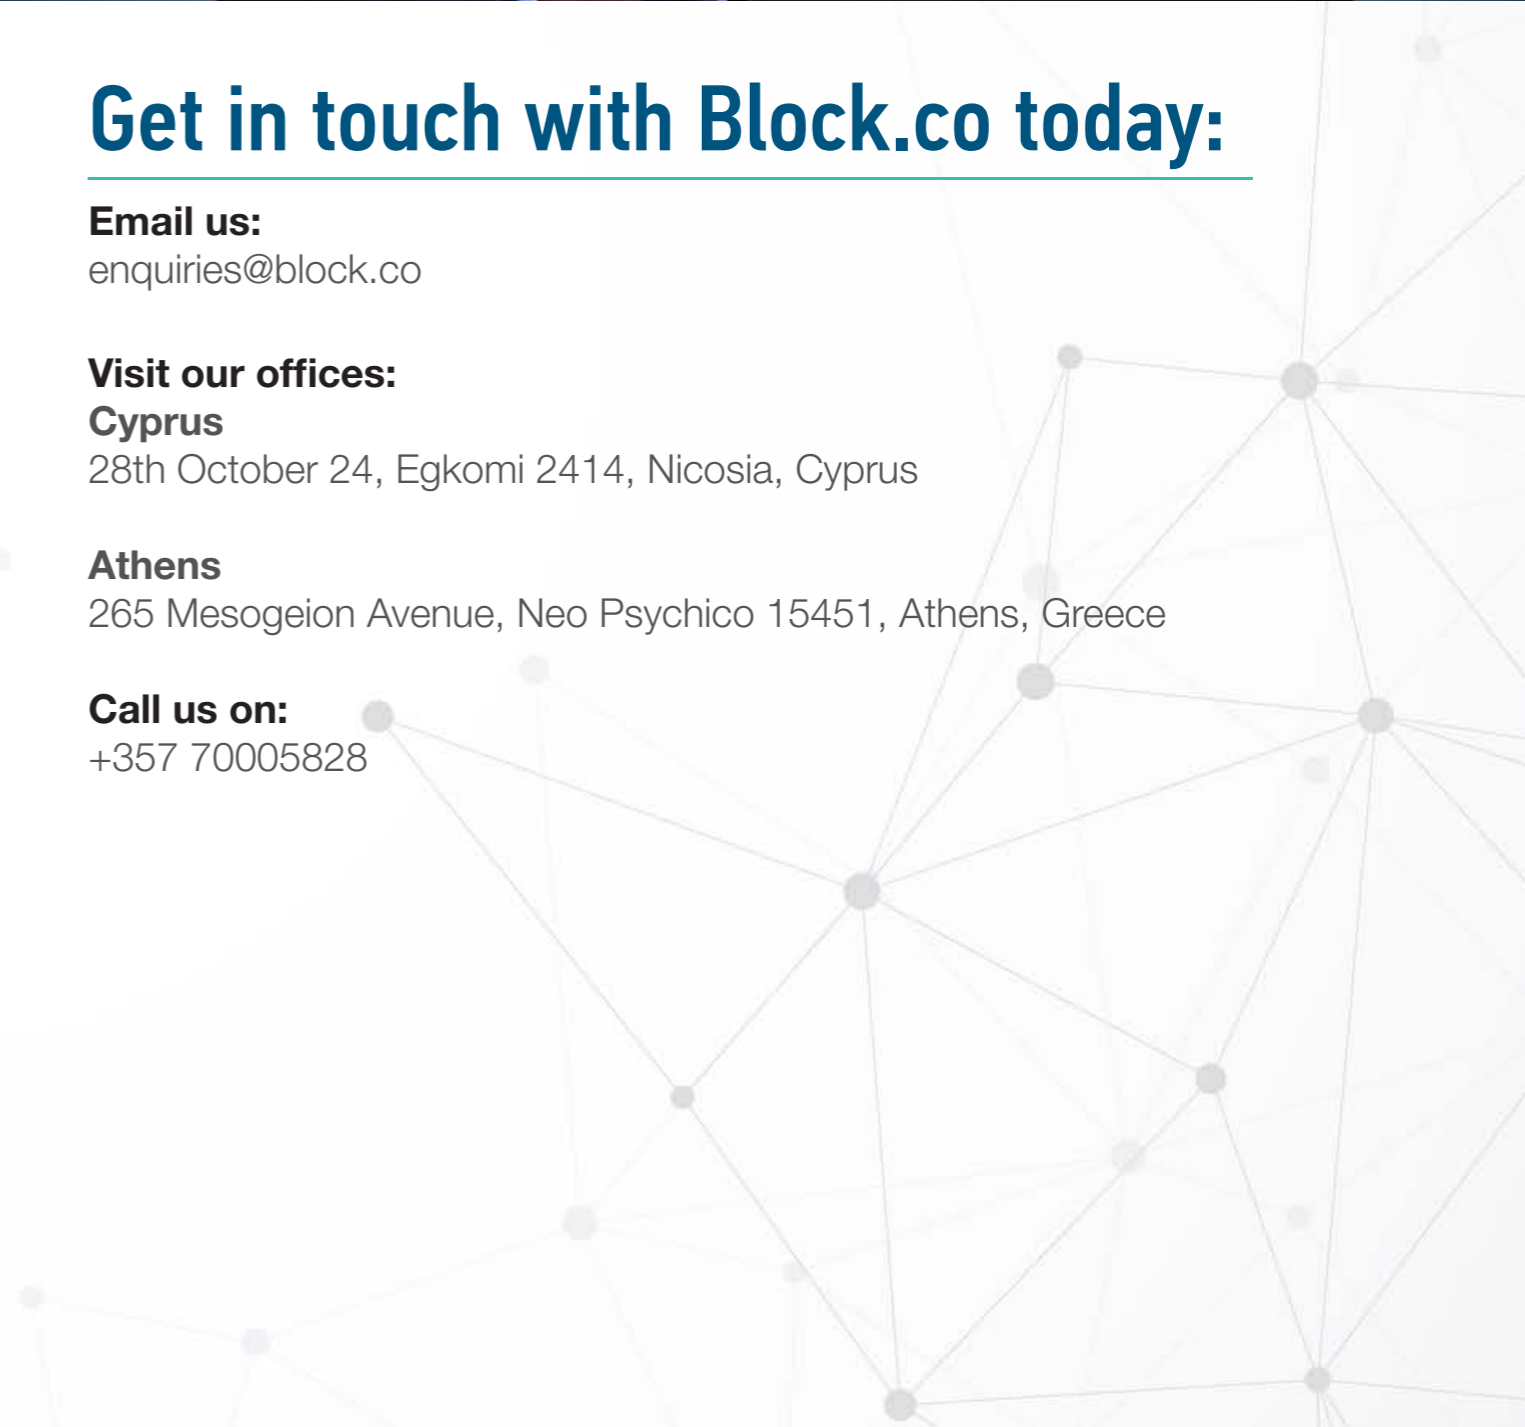 Get in touch with Block.co today:
Email us:
enquiries@block.co
Visit our offices:
Cyprus
28th October 24, Egkomi 2414, Nicosia, Cyprus
Athens
265 Mesogeion Avenue, Neo Psychico 15451, Athens, Greece
Call us on:
+357 70005828